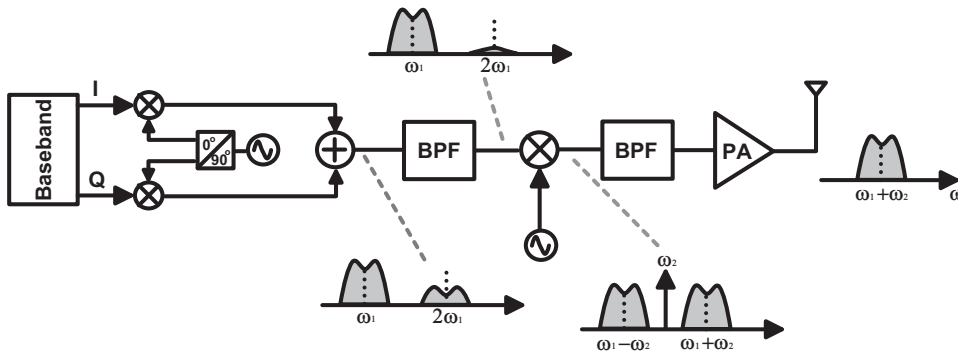 ω₁
2ω₁
I
Baseband
Q
0°
90°
BPF
BPF
PA
ω₁+ω₂
ω
ω₁
2ω₁
ω₂
ω₁−ω₂
ω₁+ω₂